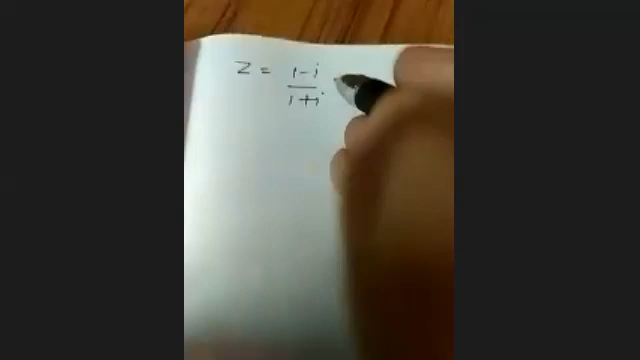 z = 1-i
1+i